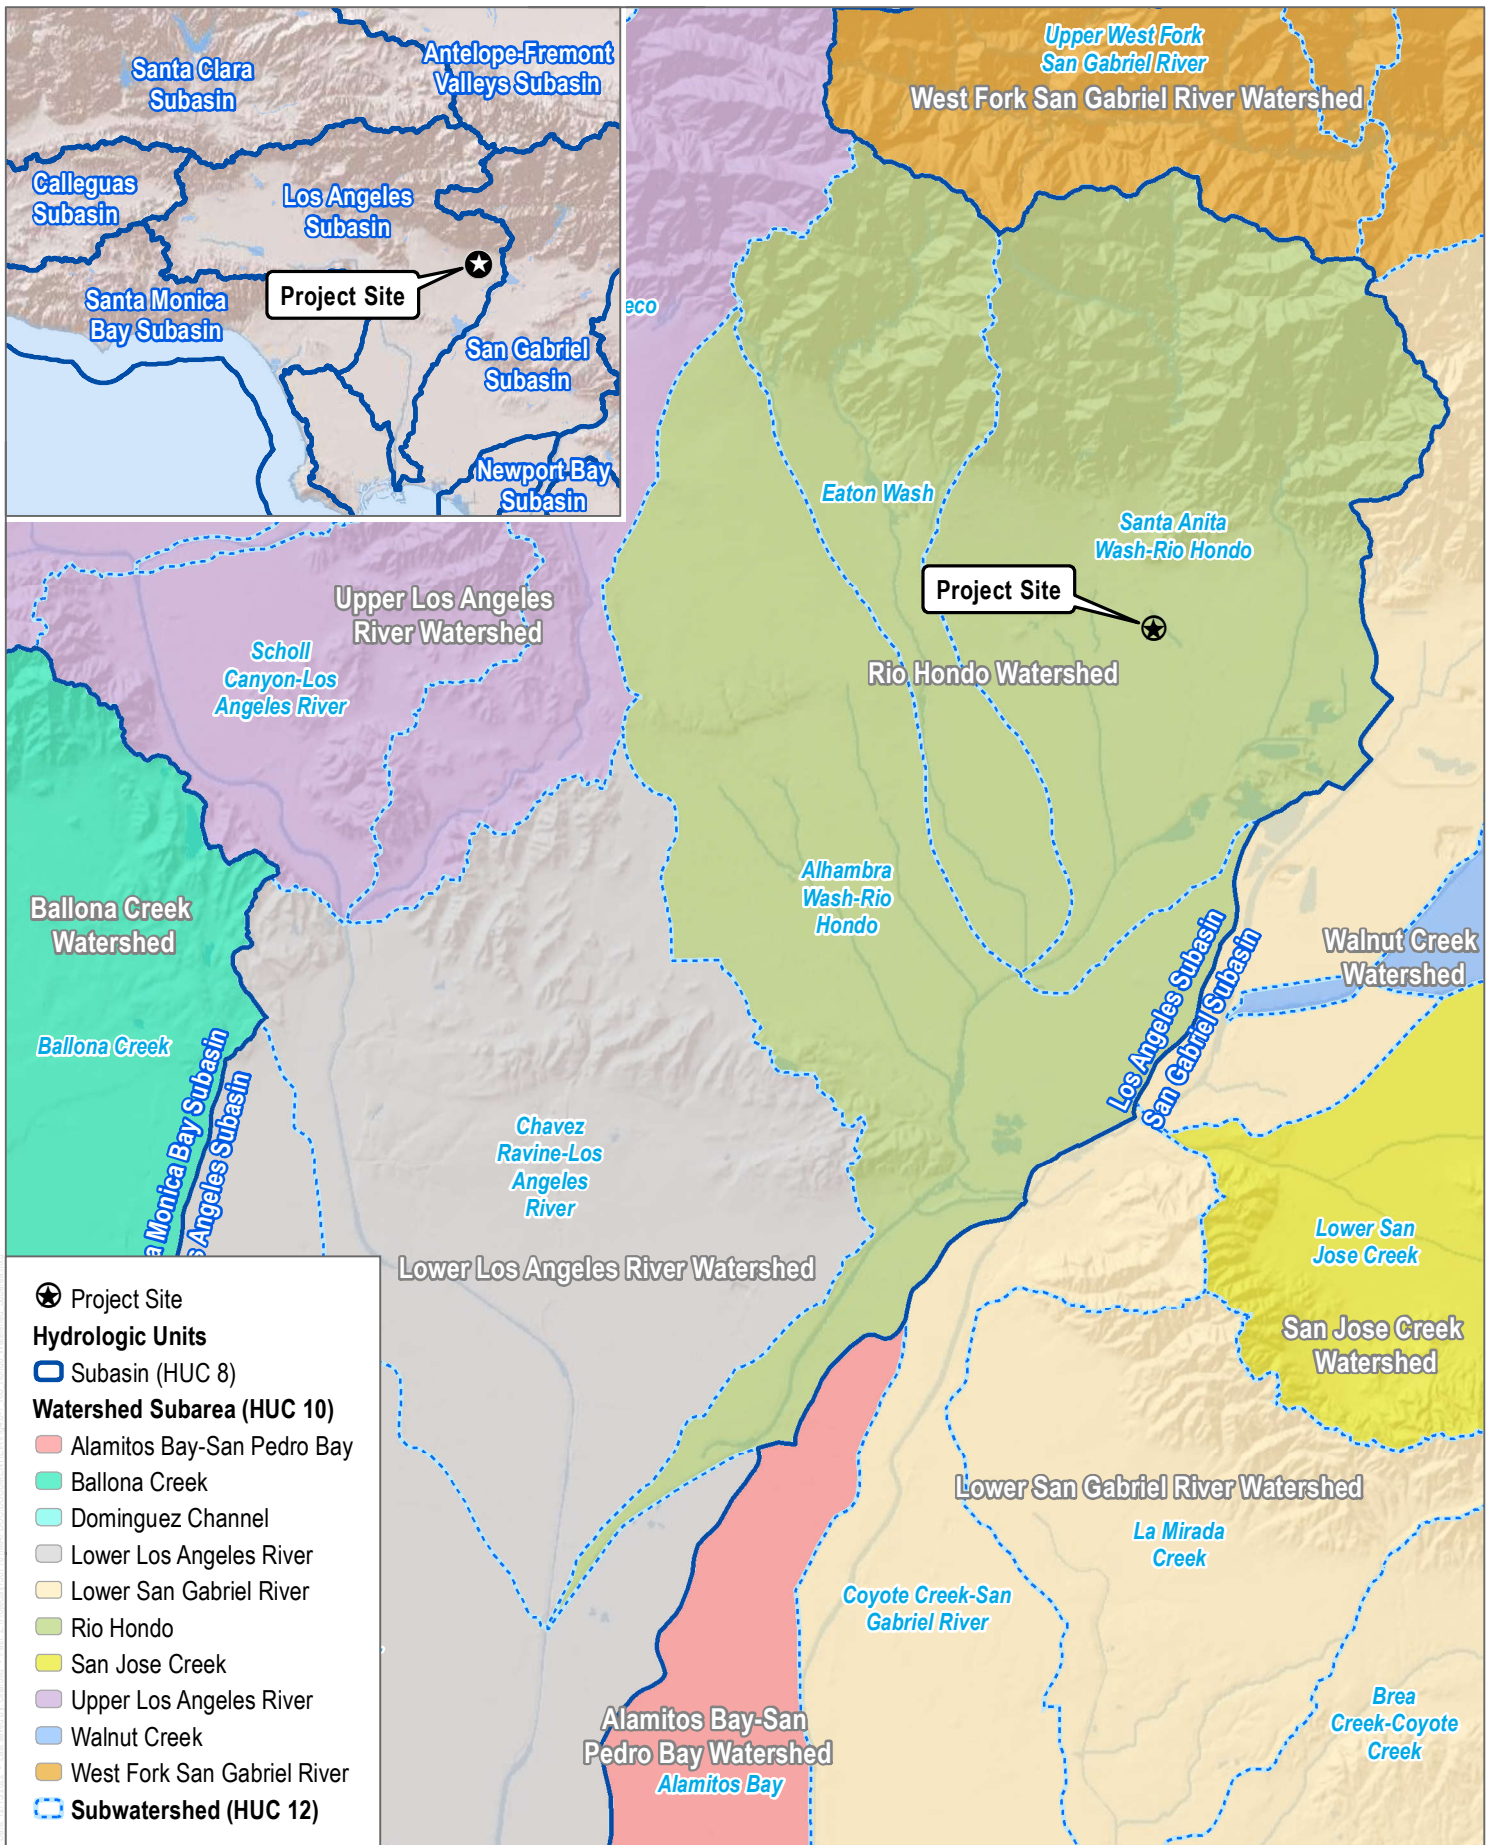 Santa Clara
Subasin
Antelope-Fremont
Valleys Subasin
Calleguas
Subasin
Los Angeles
Subasin
Santa Monica
Bay Subasin
Project Site
San Gabriel
Subasin
Newport Bay
Subasin
Upper West Fork
San Gabriel River
West Fork San Gabriel River Watershed
eco
Eaton Wash
Santa Anita
Wash-Rio Hondo
Project Site
Rio Hondo Watershed
Upper Los Angeles
River Watershed
Scholl
Canyon-Los
Angeles River
Alhambra
Wash-Rio
Hondo
Ballona Creek
Watershed
Ballona Creek
Los Angeles Subasin
San Gabriel Subasin
Walnut Creek
Watershed
a Monica Bay Subasin
s Angeles Subasin
Chavez
Ravine-Los
Angeles
River
Lower Los Angeles River Watershed
Lower San
Jose Creek
San Jose Creek
Watershed
Lower San Gabriel River Watershed
La Mirada
Creek
Coyote Creek-San
Gabriel River
Brea
Creek-Coyote
Creek
Alamitos Bay-San
Pedro Bay Watershed
Alamitos Bay
Project Site
Hydrologic Units
Subasin (HUC 8)
Watershed Subarea (HUC 10)
Alamitos Bay-San Pedro Bay
Ballona Creek
Dominguez Channel
Lower Los Angeles River
Lower San Gabriel River
Rio Hondo
San Jose Creek
Upper Los Angeles River
Walnut Creek
West Fork San Gabriel River
Subwatershed (HUC 12)